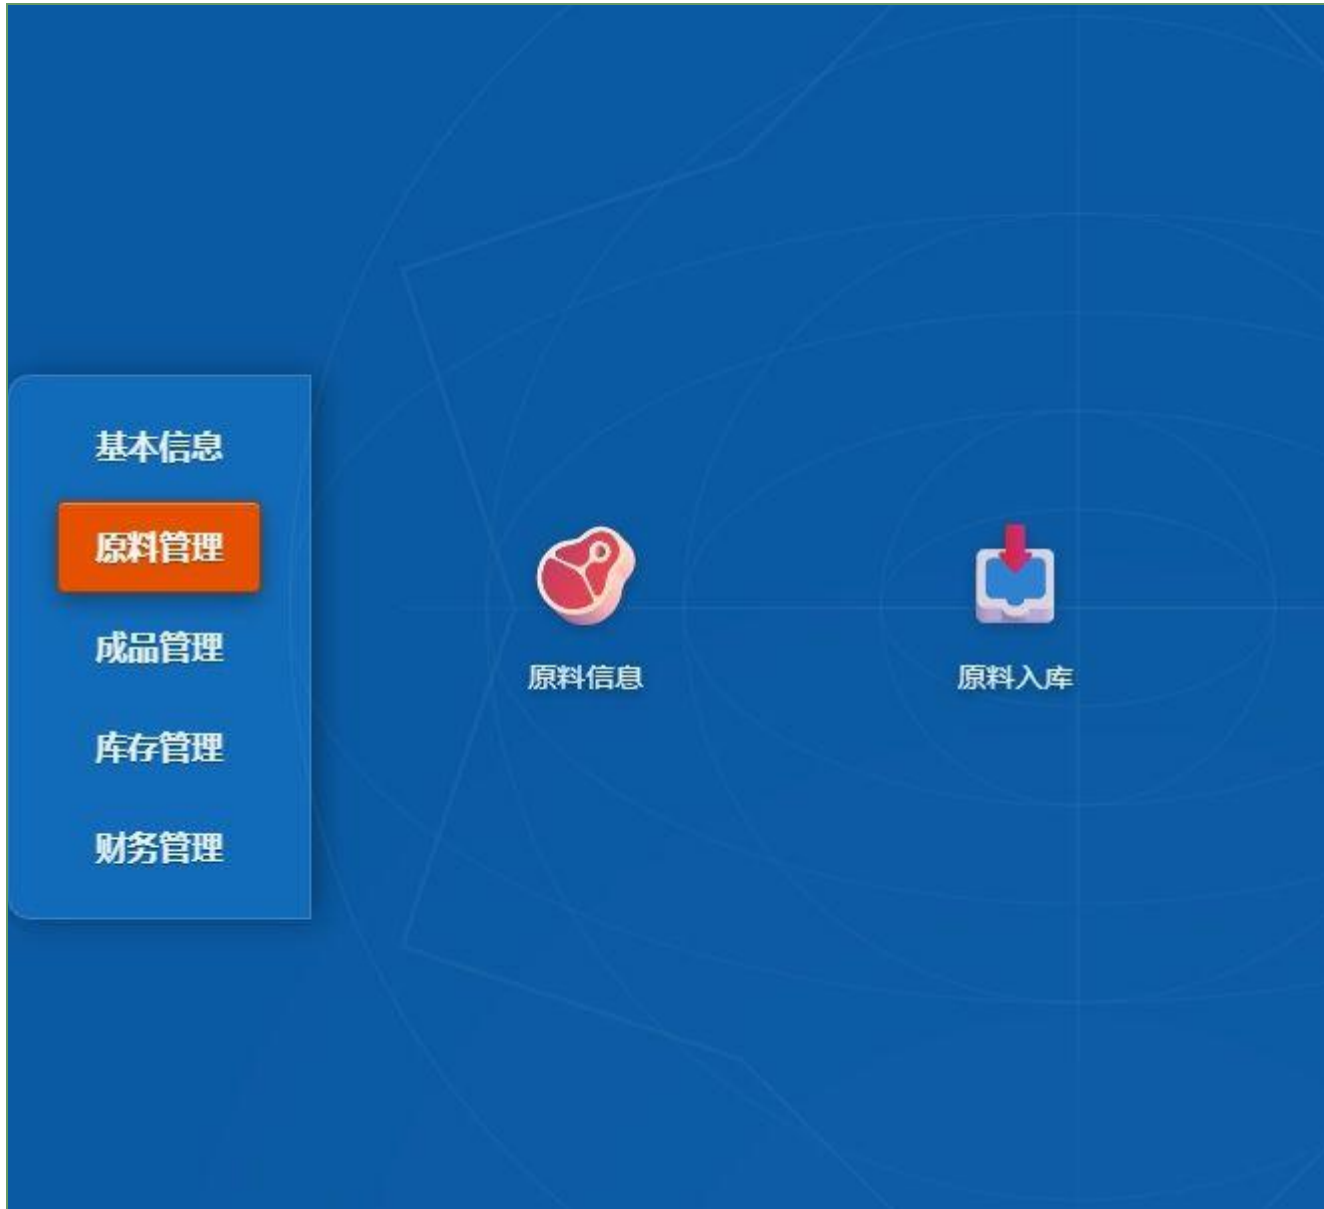 基本信息
原料管理
成品管理
库存管理
财务管理
原料信息
原料入库